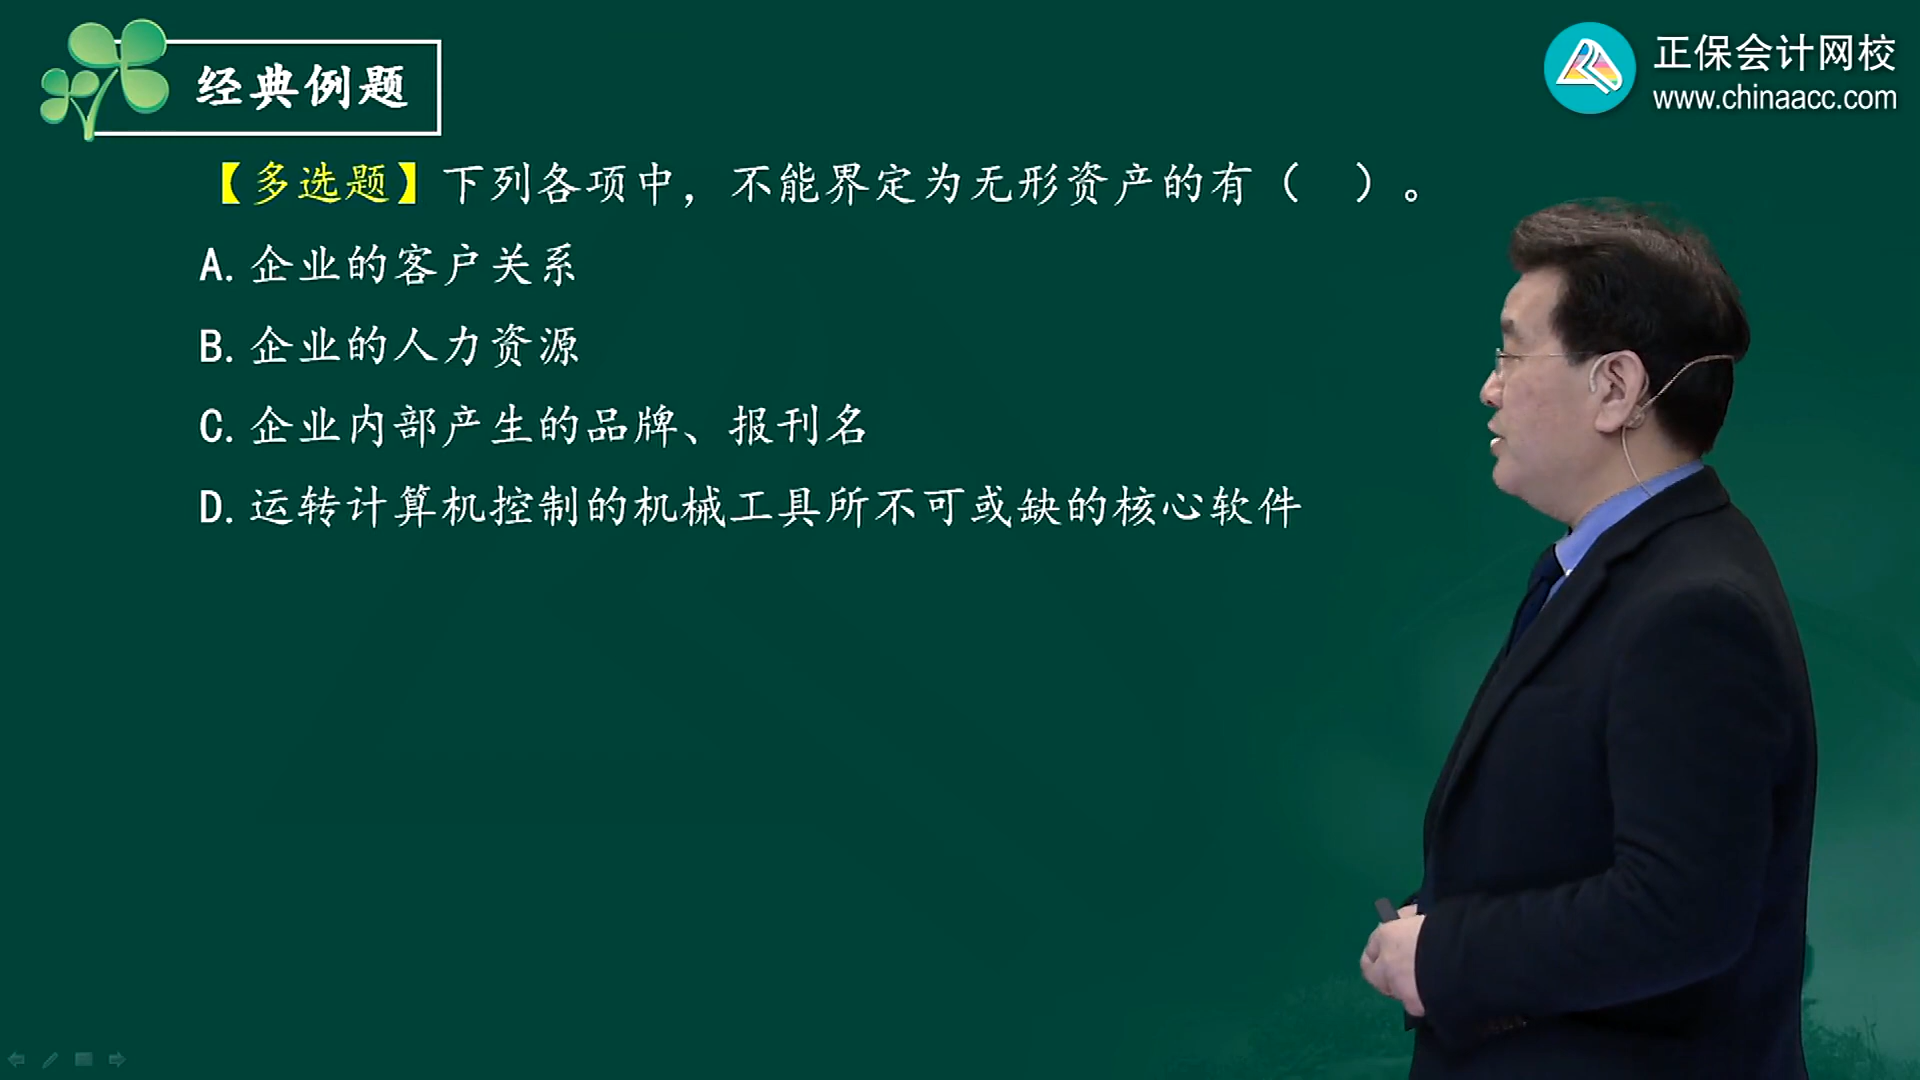 经典例题
正保会计网校
www.chinaacc.com
【多选题】下列各项中，不能界定为无形资产的有（　）。
A.企业的客户关系
B.企业的人力资源
C.企业内部产生的品牌、报刊名
D.运转计算机控制的机械工具所不可或缺的核心软件